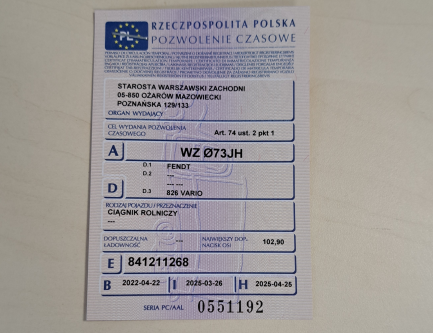 PL
RZECZPOSPOLITA POLSKA
POZWOLENIE CZASOWE
STAROSTA WARSZAWSKI ZACHODNI
05-850 OŻARÓW MAZOWIECKI
POZNAŃSKA 129/133
ORGAN WYDAJĄCY
CEL WYDANIA POZWOLENIA CZASOWEGO Art. 74 ust. 2 pkt 1
A WZ Ø73JH
D.1 FENDT
D.2 ---
--- ---
D D.3 826 VARIO
RODZAJ POJAZDU I PRZEZNACZENIE
CIĄGNIK ROLNICZY
---
DOPUSZCZALNA ŁADOWNOŚĆ --- NAJWIĘKSZY DOP. NACISK OSI 102,90
E 841211268
B 2022-04-22 I 2025-03-26 H 2025-04-25
SERIA PC/AAL 0551192